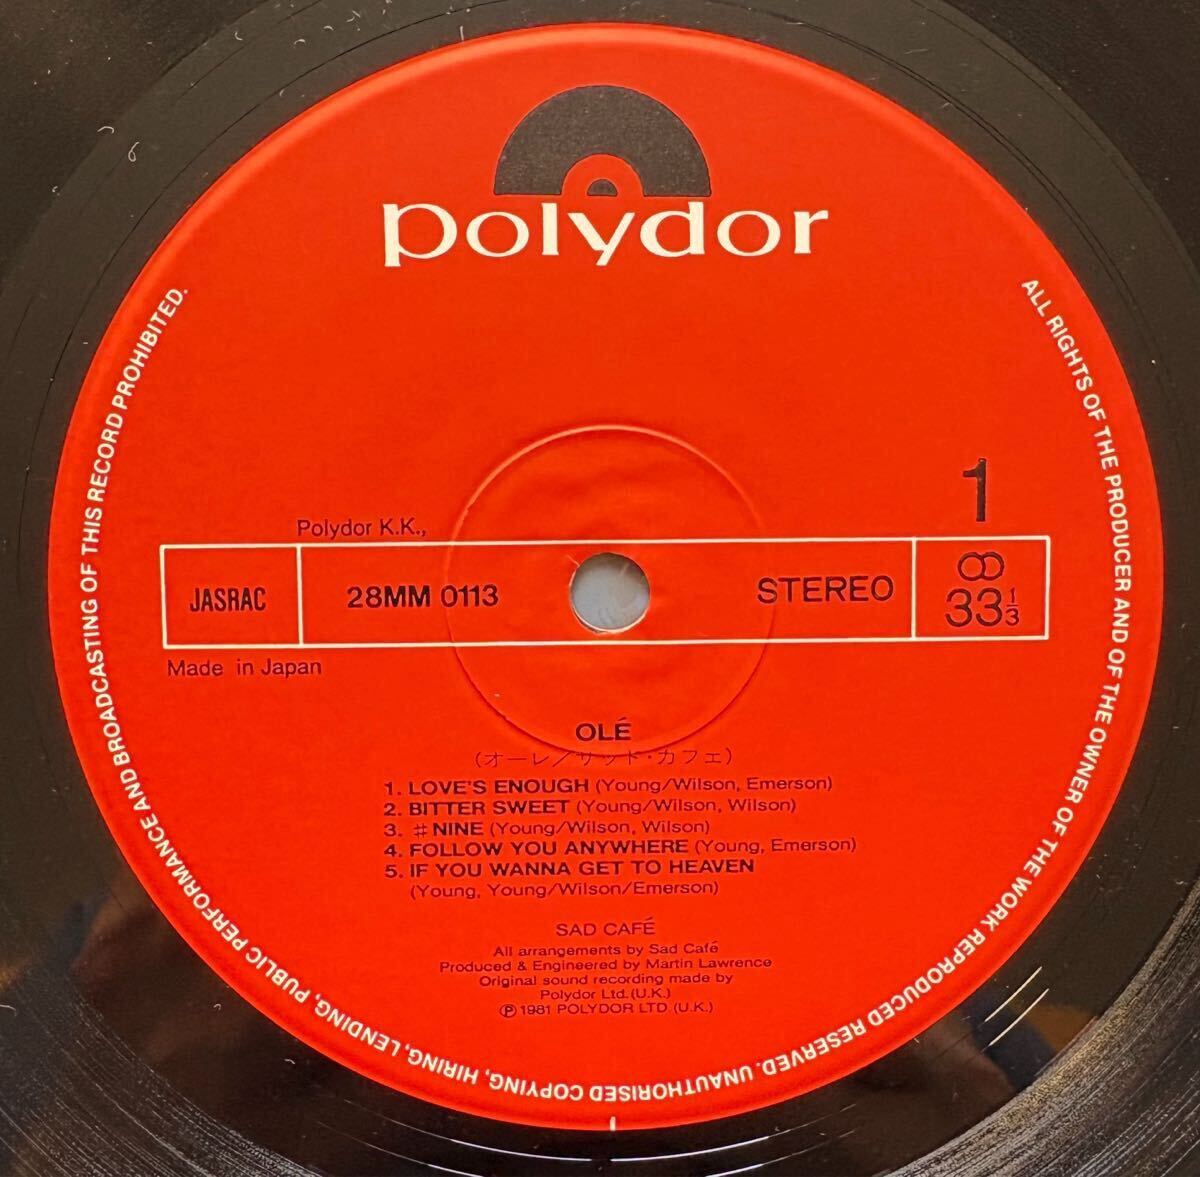 polydor
ALL RIGHTS OF THE PRODUCER AND OF THE OWNER OF THE WORK REPRODUCED RESERVED. UNAUTHORISED COPYING, HIRING, LENDING, PUBLIC PERFORMANCE AND BROADCASTING OF THIS RECORD PROHIBITED.
1
Polydor K.K.,
JASRAC 28MM 0113 STEREO ∞ 33 1/3
Made in Japan
OLÉ
(オーレ/サッド・カフェ)
1. LOVE'S ENOUGH (Young/Wilson, Emerson)
2. BITTER SWEET (Young/Wilson, Wilson)
3. ♯NINE (Young/Wilson, Wilson)
4. FOLLOW YOU ANYWHERE (Young, Emerson)
5. IF YOU WANNA GET TO HEAVEN
(Young, Young/Wilson/Emerson)
SAD CAFÉ
All arrangements by Sad Café
Produced & Engineered by Martin Lawrence
Original sound recording made by
Polydor Ltd.(U.K.)
℗1981 POLYDOR LTD.(U.K.)